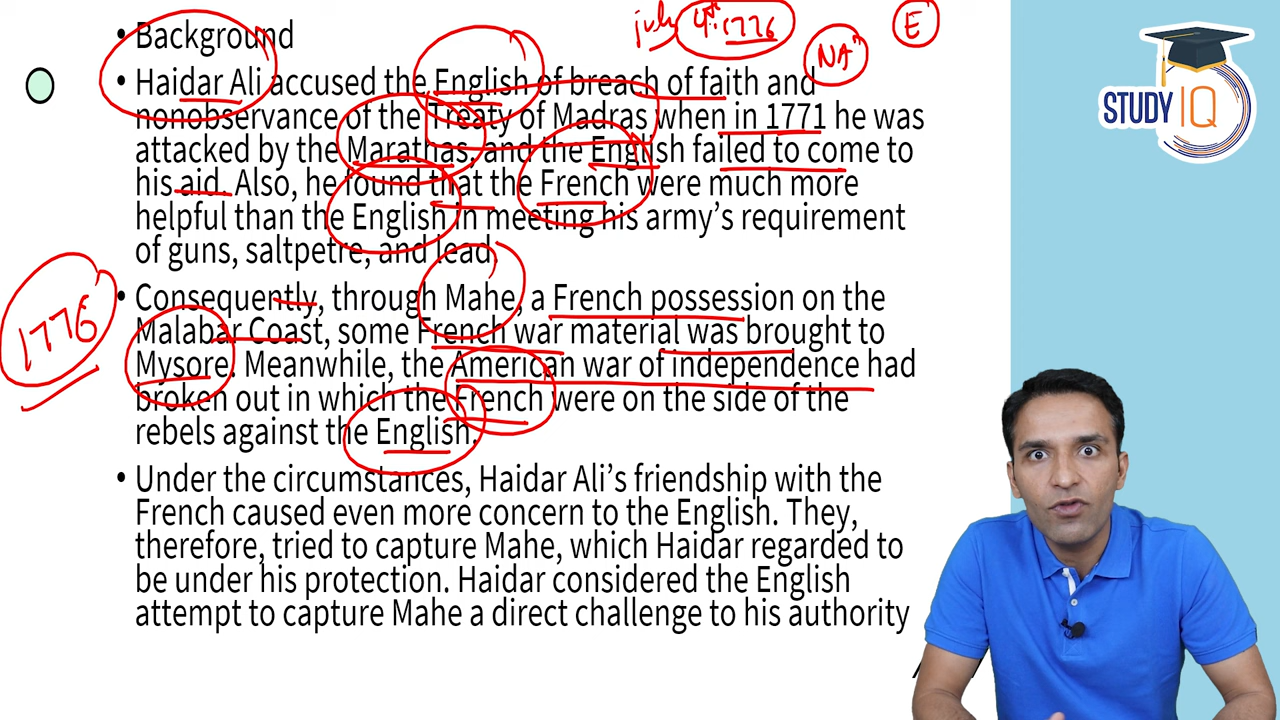 july 4th 1776
E
NA
STUDY IQ
• Background
• Haidar Ali accused the English of breach of faith and
nonobservance of the Treaty of Madras when in 1771 he was
attacked by the Marathas, and the English failed to come to
his aid. Also, he found that the French were much more
helpful than the English in meeting his army’s requirement
of guns, saltpetre, and lead.
1776
• Consequently, through Mahe, a French possession on the
Malabar Coast, some French war material was brought to
Mysore. Meanwhile, the American war of independence had
broken out in which the French were on the side of the
rebels against the English.
• Under the circumstances, Haidar Ali’s friendship with the
French caused even more concern to the English. They,
therefore, tried to capture Mahe, which Haidar regarded to
be under his protection. Haidar considered the English
attempt to capture Mahe a direct challenge to his authority